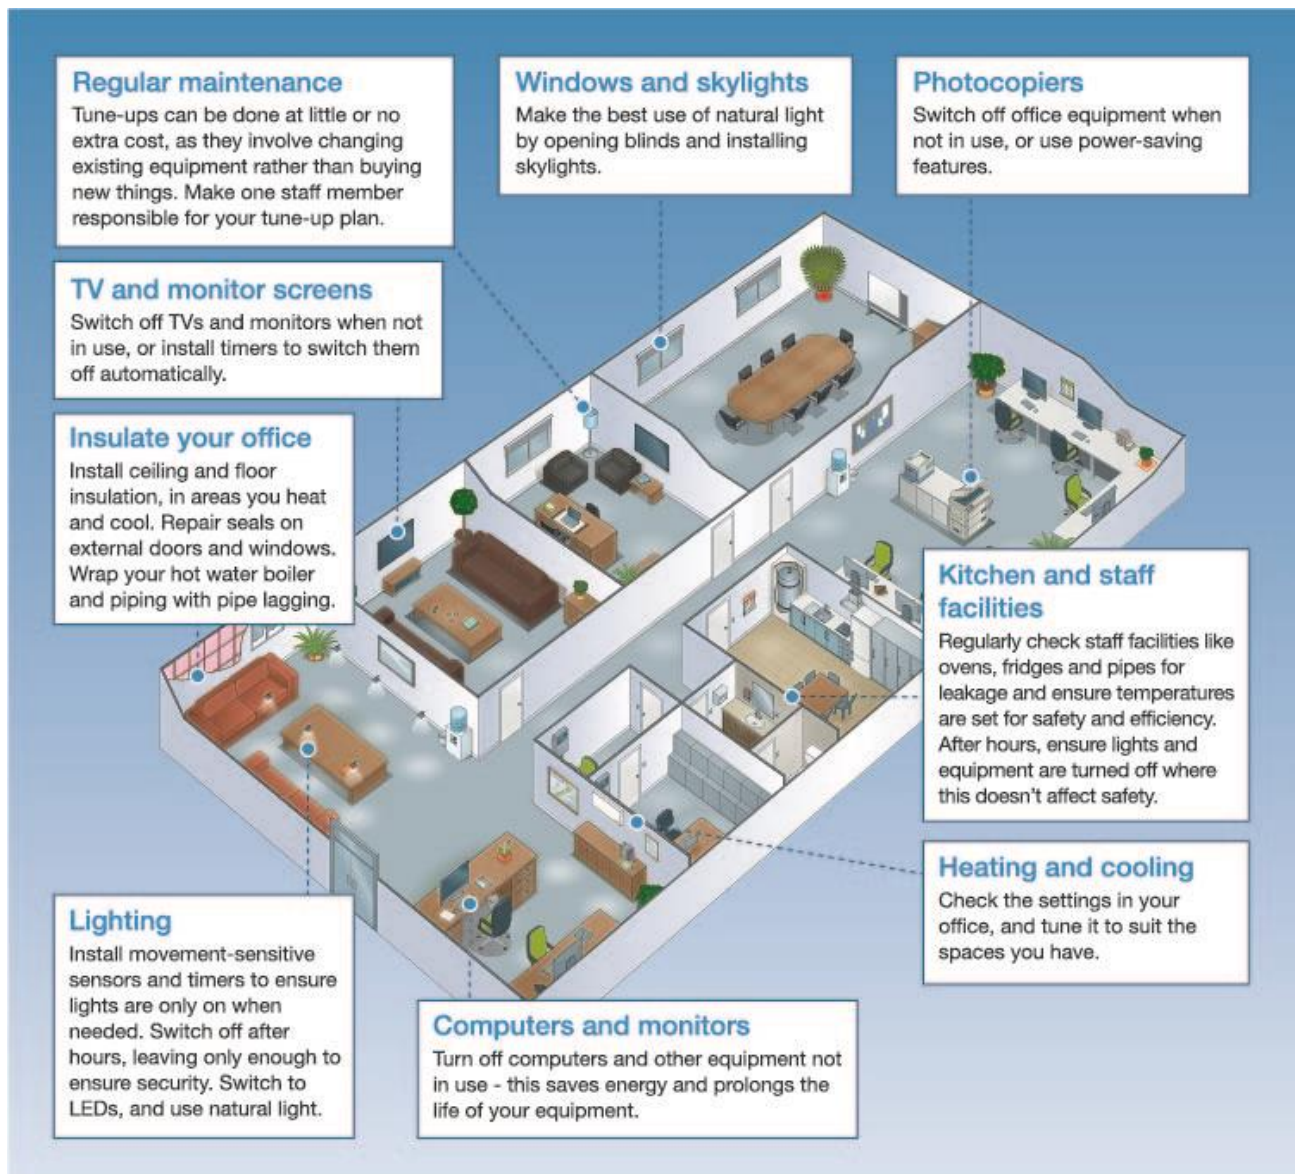 Regular maintenance
Tune-ups can be done at little or no
extra cost, as they involve changing
existing equipment rather than buying
new things. Make one staff member
responsible for your tune-up plan.
Windows and skylights
Make the best use of natural light
by opening blinds and installing
skylights.
Photocopiers
Switch off office equipment when
not in use, or use power-saving
features.
TV and monitor screens
Switch off TVs and monitors when not
in use, or install timers to switch them
off automatically.
Insulate your office
Install ceiling and floor
insulation, in areas you heat
and cool. Repair seals on
external doors and windows.
Wrap your hot water boiler
and piping with pipe lagging.
Kitchen and staff
facilities
Regularly check staff facilities like
ovens, fridges and pipes for
leakage and ensure temperatures
are set for safety and efficiency.
After hours, ensure lights and
equipment are turned off where
this doesn't affect safety.
Heating and cooling
Check the settings in your
office, and tune it to suit the
spaces you have.
Lighting
Install movement-sensitive
sensors and timers to ensure
lights are only on when
needed. Switch off after
hours, leaving only enough to
ensure security. Switch to
LEDs, and use natural light.
Computers and monitors
Turn off computers and other equipment not
in use - this saves energy and prolongs the
life of your equipment.